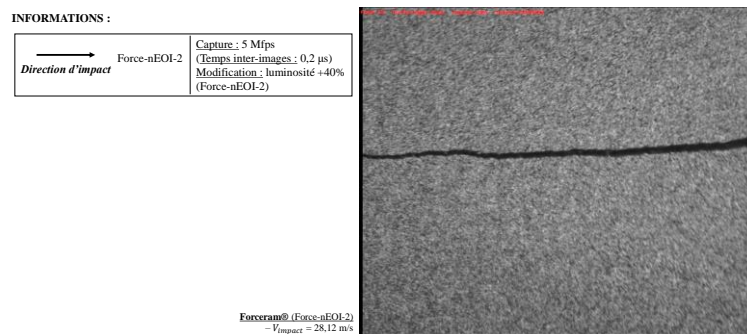 INFORMATIONS :
Direction d'impact
Force-nEOI-2
Capture : 5 Mfps
(Temps inter-images : 0,2 µs)
Modification : luminosité +40%
(Force-nEOI-2)
Forceram® (Force-nEOI-2)
– Vimpact = 28,12 m/s